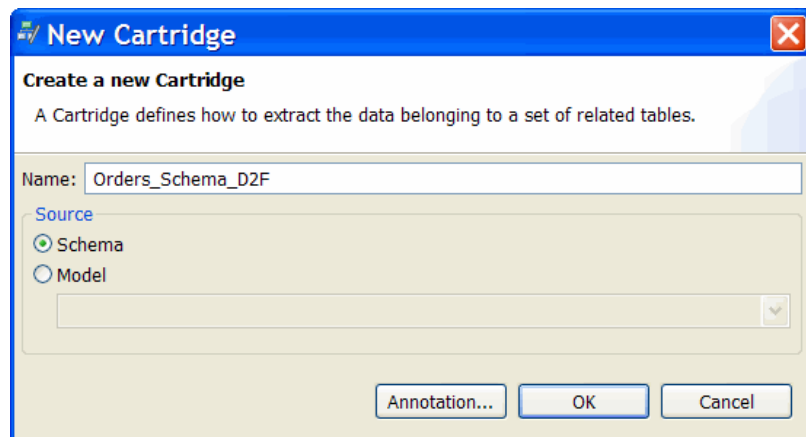 New Cartridge
Create a new Cartridge
A Cartridge defines how to extract the data belonging to a set of related tables.
Name: Orders_Schema_D2F
Source
Schema
Model
Annotation... OK Cancel